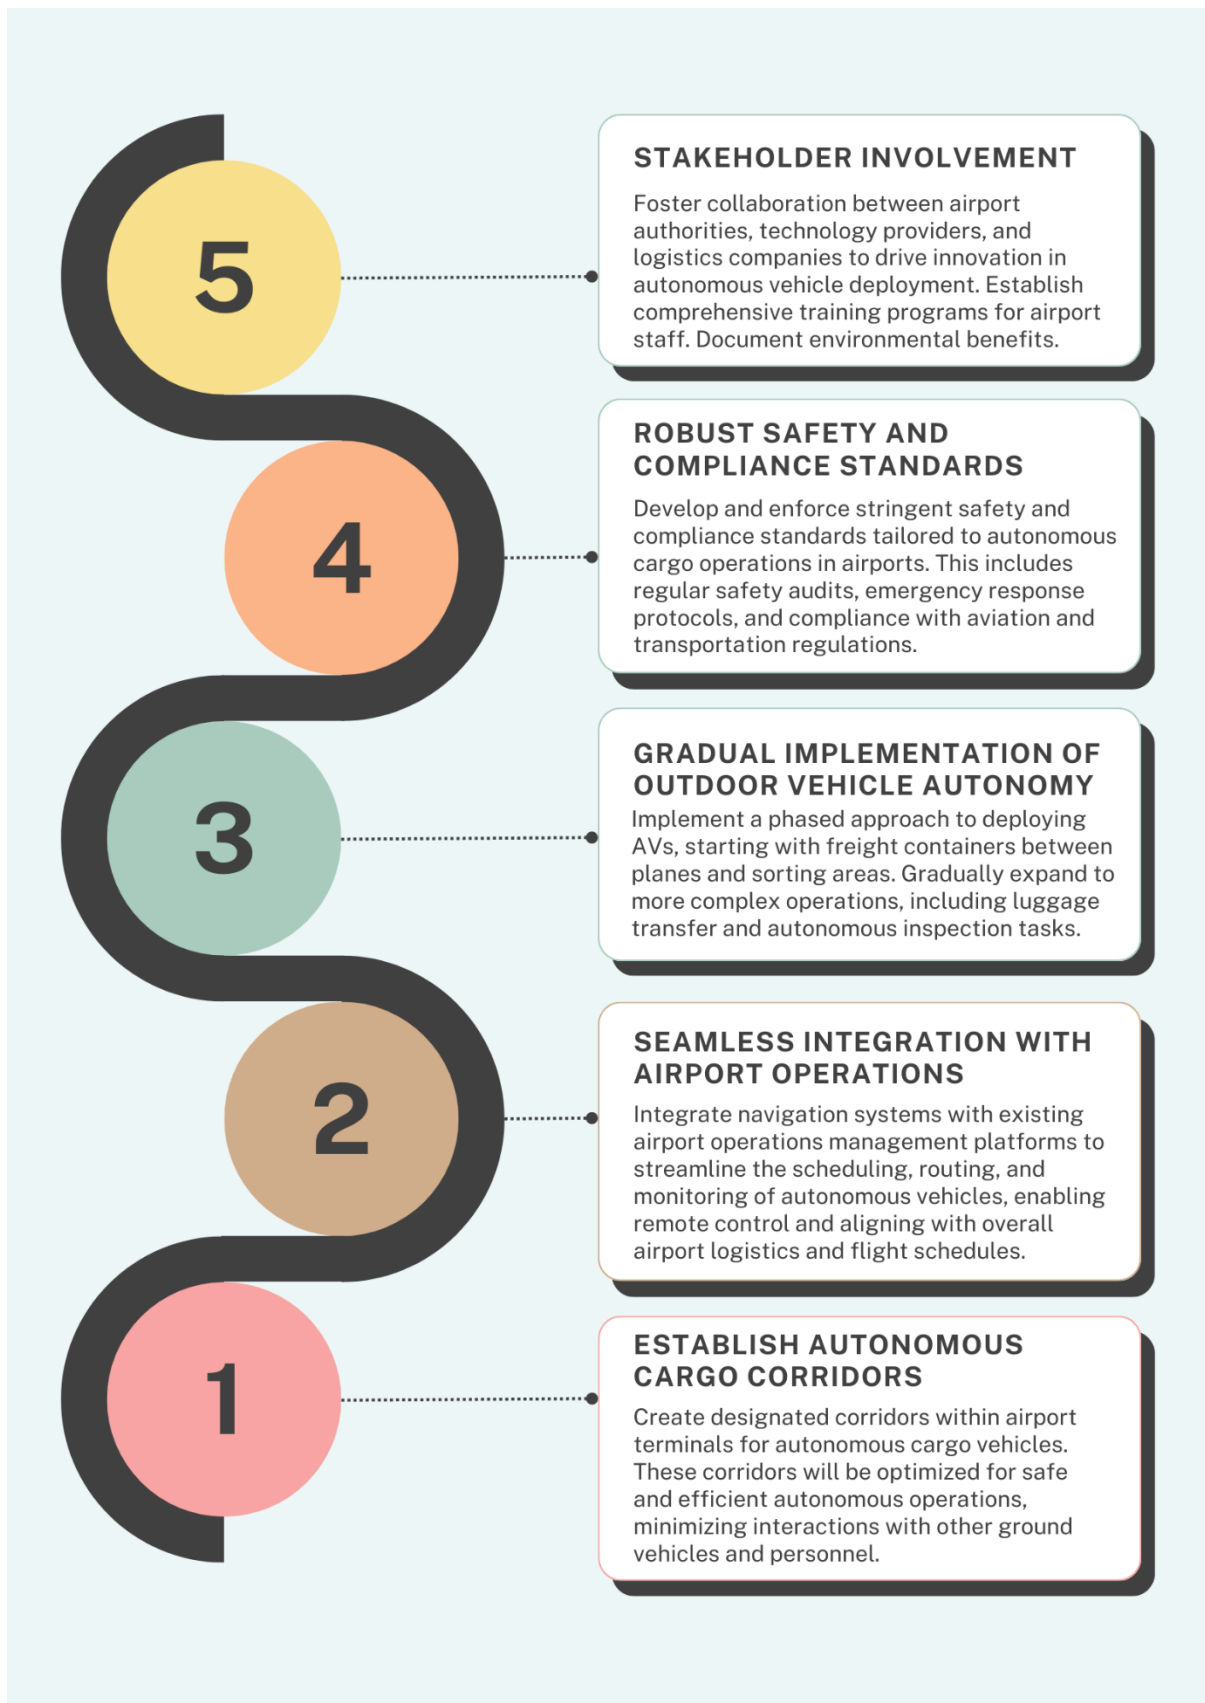 5
STAKEHOLDER INVOLVEMENT
Foster collaboration between airport
authorities, technology providers, and
logistics companies to drive innovation in
autonomous vehicle deployment. Establish
comprehensive training programs for airport
staff. Document environmental benefits.
4
ROBUST SAFETY AND
COMPLIANCE STANDARDS
Develop and enforce stringent safety and
compliance standards tailored to autonomous
cargo operations in airports. This includes
regular safety audits, emergency response
protocols, and compliance with aviation and
transportation regulations.
3
GRADUAL IMPLEMENTATION OF
OUTDOOR VEHICLE AUTONOMY
Implement a phased approach to deploying
AVs, starting with freight containers between
planes and sorting areas. Gradually expand to
more complex operations, including luggage
transfer and autonomous inspection tasks.
2
SEAMLESS INTEGRATION WITH
AIRPORT OPERATIONS
Integrate navigation systems with existing
airport operations management platforms to
streamline the scheduling, routing, and
monitoring of autonomous vehicles, enabling
remote control and aligning with overall
airport logistics and flight schedules.
1
ESTABLISH AUTONOMOUS
CARGO CORRIDORS
Create designated corridors within airport
terminals for autonomous cargo vehicles.
These corridors will be optimized for safe
and efficient autonomous operations,
minimizing interactions with other ground
vehicles and personnel.